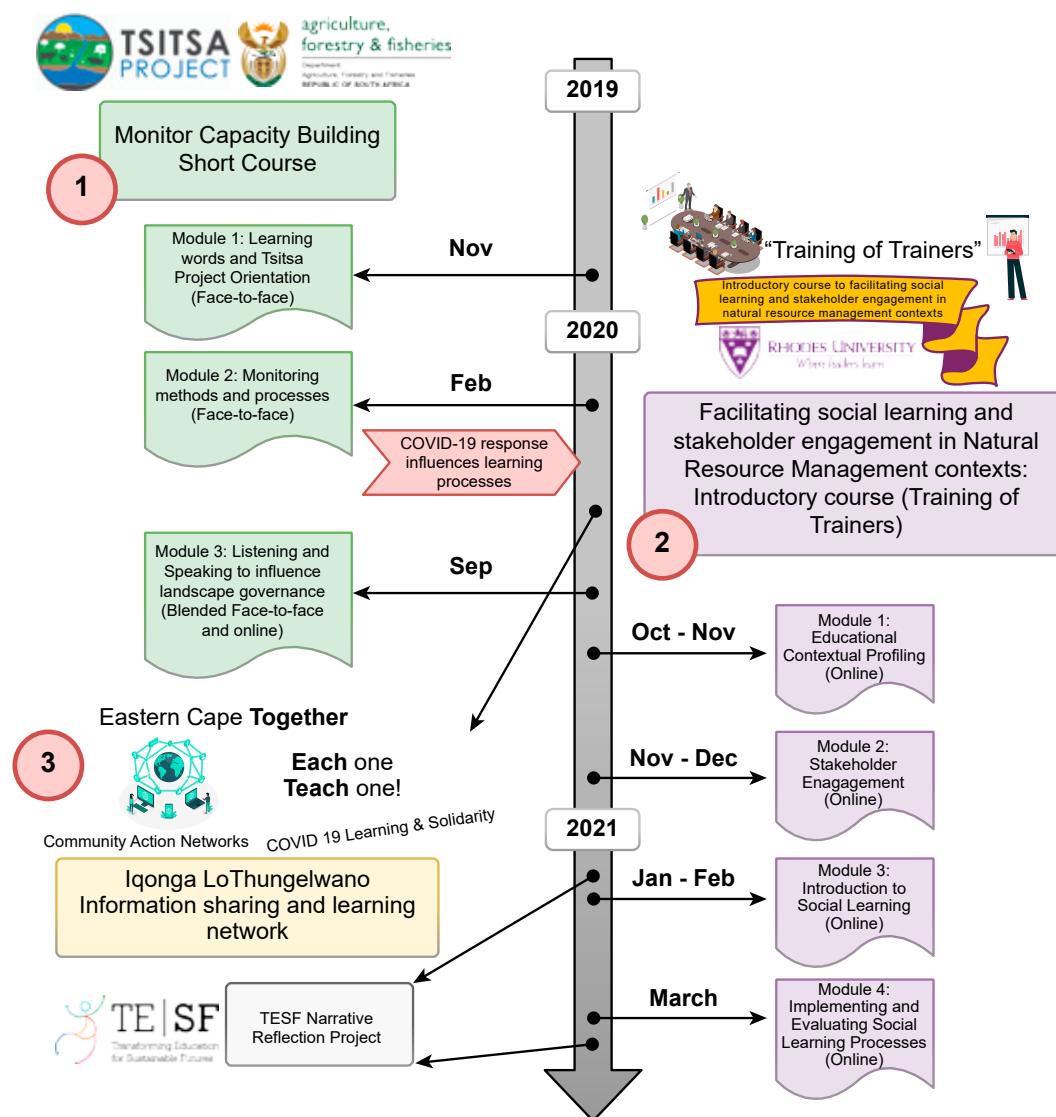 TSITSA
PROJECT
agriculture,
forestry & fisheries
Department:
Agriculture, Forestry and Fisheries
REPUBLIC OF SOUTH AFRICA
2019
Monitor Capacity Building
Short Course
1
Module 1: Learning
words and Tsitsa
Project Orientation
(Face-to-face)
Nov
“Training of Trainers”
Introductory course to facilitating social
learning and stakeholder engagement in
natural resource management contexts
RHODES UNIVERSITY
Where leaders learn
2020
Module 2: Monitoring
methods and processes
(Face-to-face)
Feb
COVID-19 response
influences learning
processes
Facilitating social learning and
stakeholder engagement in Natural
Resource Management contexts:
Introductory course (Training of
Trainers)
2
Module 3: Listening and
Speaking to influence
landscape governance
(Blended Face-to-face
and online)
Sep
Oct - Nov
Module 1:
Educational
Contextual Profiling
(Online)
Eastern Cape Together
3
Each one
Teach one!
Community Action Networks
COVID 19 Learning & Solidarity
Nov - Dec
Module 2:
Stakeholder
Enagagement
(Online)
2021
Iqonga LoThungelwano
Information sharing and learning
network
Jan - Feb
Module 3:
Introduction to
Social Learning
(Online)
TE|SF
Transforming Education
for Sustainable Futures
TESF Narrative
Reflection Project
March
Module 4:
Implementing and
Evaluating Social
Learning Processes
(Online)